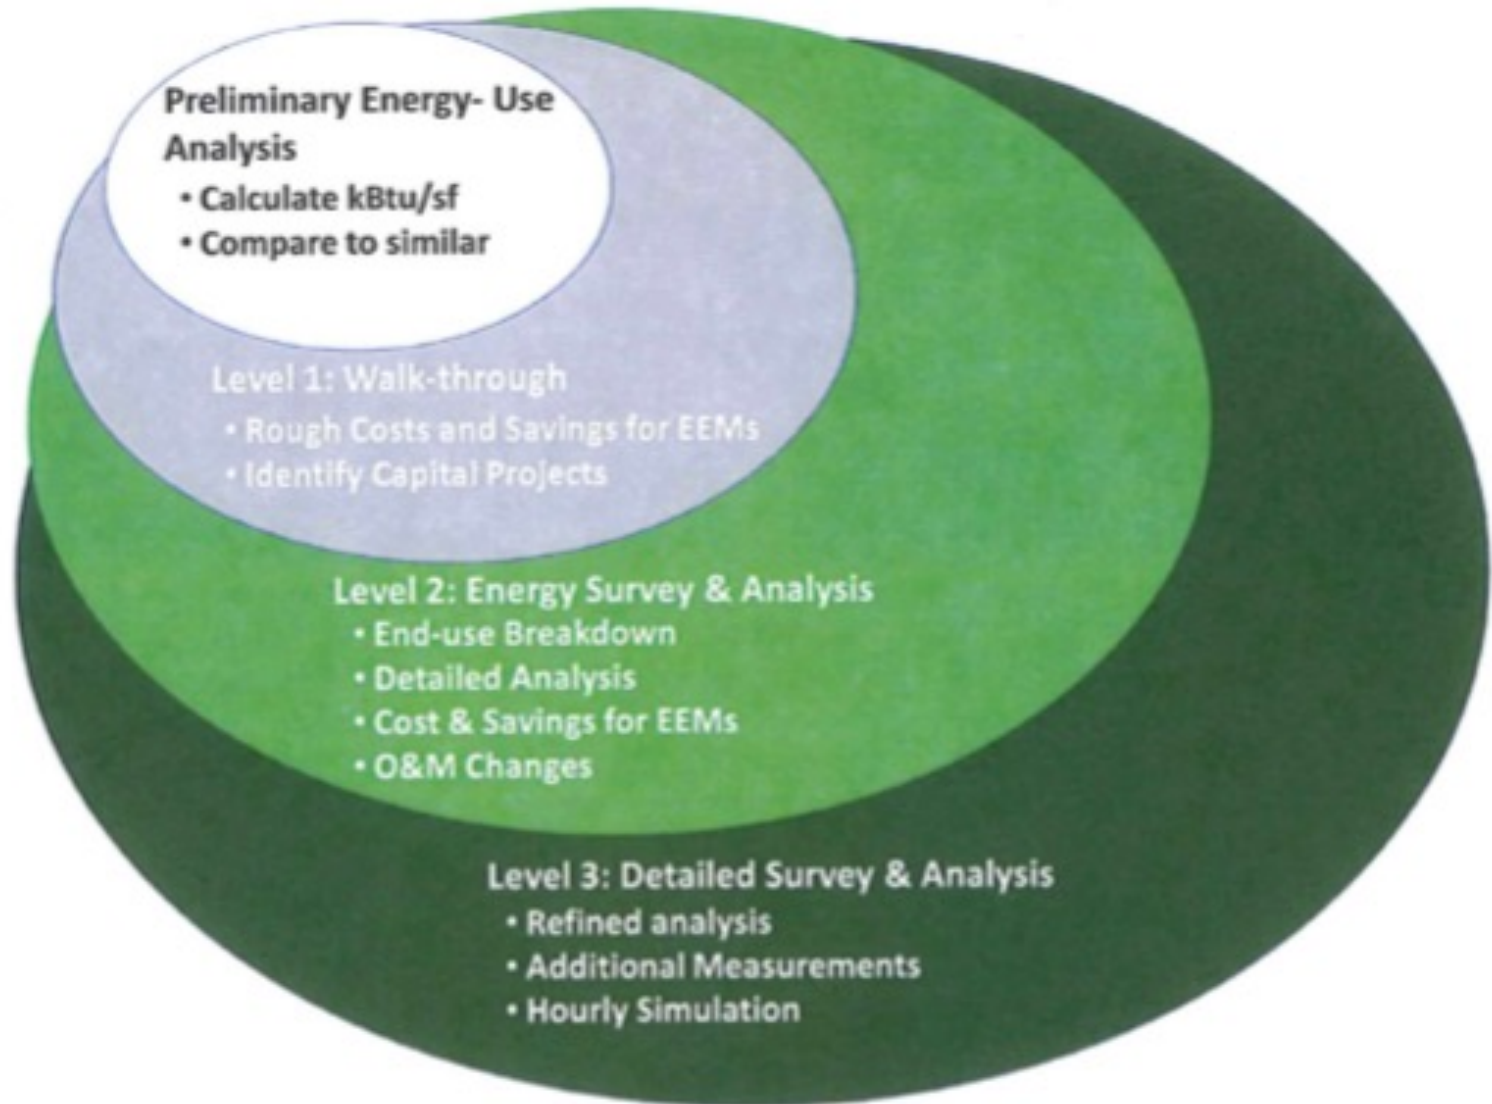 Preliminary Energy- Use
Analysis
• Calculate kBtu/sf
• Compare to similar
Level 1: Walk-through
• Rough Costs and Savings for EEMs
• Identify Capital Projects
Level 2: Energy Survey & Analysis
• End-use Breakdown
• Detailed Analysis
• Cost & Savings for EEMs
• O&M Changes
Level 3: Detailed Survey & Analysis
• Refined analysis
• Additional Measurements
• Hourly Simulation